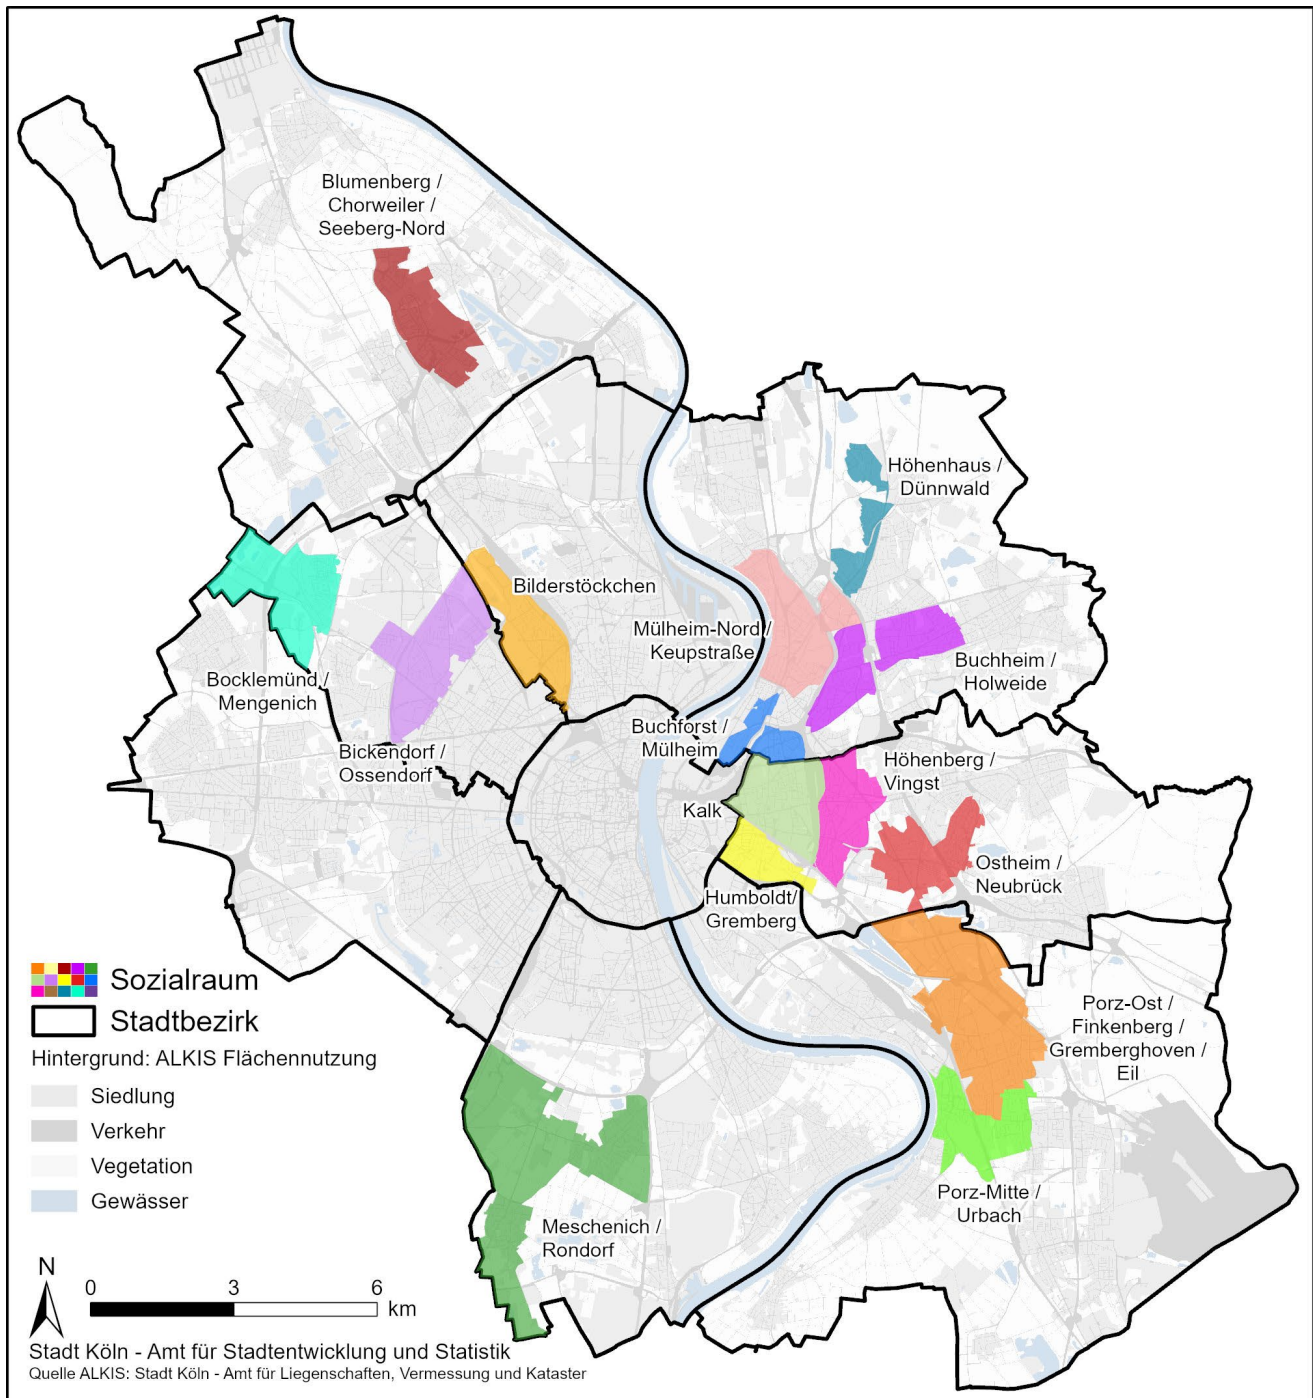 Blumenberg /
Chorweiler /
Seeberg-Nord
Höhenhaus /
Dünnwald
Bilderstöckchen
Mülheim-Nord /
Keupstraße
Buchheim /
Holweide
Bocklemünd /
Mengenich
Bickendorf /
Ossendorf
Buchforst /
Mülheim
Höhenberg /
Vingst
Kalk
Ostheim /
Neubrück
Humboldt/
Gremberg
Porz-Ost /
Finkenberg /
Gremberghoven /
Eil
Porz-Mitte /
Urbach
Meschenich /
Rondorf
Sozialraum
Stadtbezirk
Hintergrund: ALKIS Flächennutzung
Siedlung
Verkehr
Vegetation
Gewässer
N
0 3 6
km
Stadt Köln - Amt für Stadtentwicklung und Statistik
Quelle ALKIS: Stadt Köln - Amt für Liegenschaften, Vermessung und Kataster